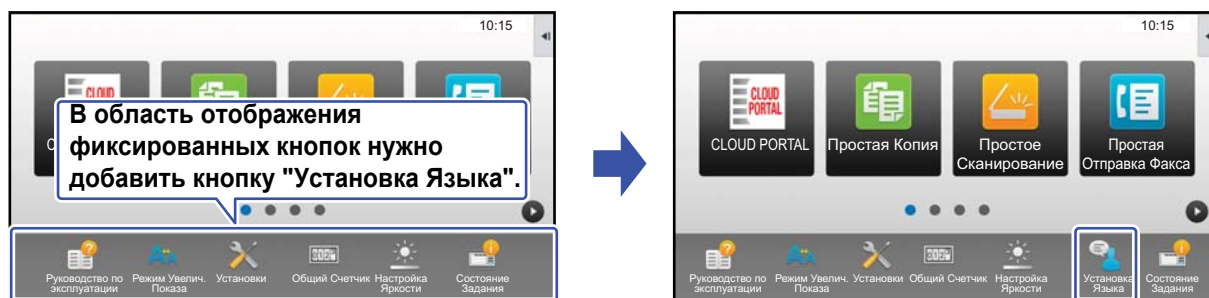 10:15
CLOUD
В область отображения
фиксированных кнопок нужно
добавить кнопку "Установка Языка".
Руководство по
эксплуатации
Режим Увелич.
Показа
Установки
Общий Счетчик
Настройка
Яркости
Состояние
Задания
10:15
CLOUD
PORTAL
CLOUD PORTAL
Простая Копия
Простое
Сканирование
Простая
Отправка Факса
Руководство по
эксплуатации
Режим Увелич.
Показа
Установки
Общий Счетчик
Настройка
Яркости
Установка
Языка
Состояние
Задания